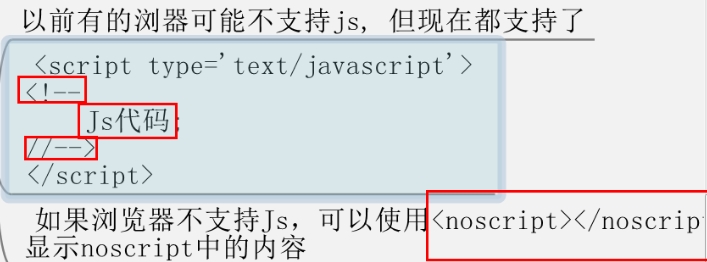 以前有的浏器可能不支持js, 但现在都支持了
<script type='text/javascript'>
<!--
Js代码;
//-->
</script>
如果浏览器不支持Js, 可以使用<noscript></noscrip
显示noscript中的内容